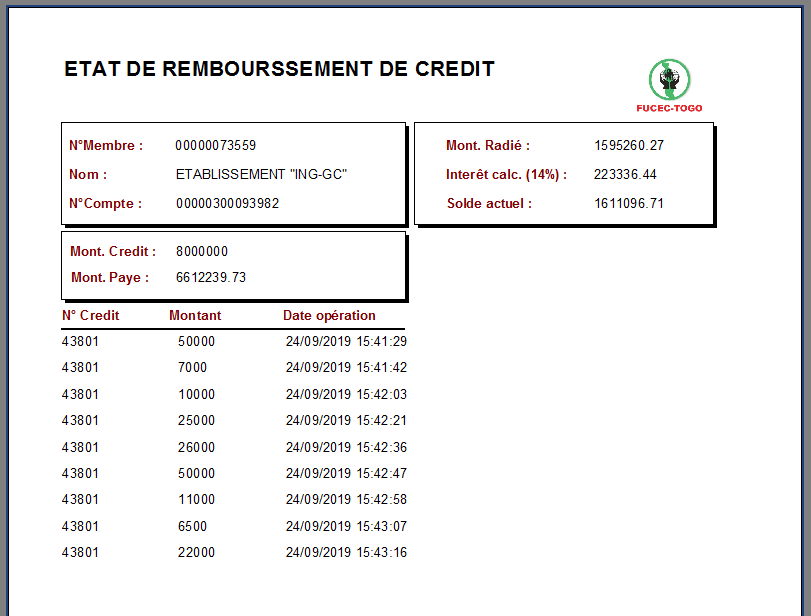 ETAT DE REMBOURSSEMENT DE CREDIT
FUCEC-TOGO
N°Membre : 00000073559
Nom : ETABLISSEMENT "ING-GC"
N°Compte : 00000300093982
Mont. Radié : 1595260.27
Interêt calc. (14%) : 223336.44
Solde actuel : 1611096.71
Mont. Credit : 8000000
Mont. Paye : 6612239.73
N° Credit Montant Date opération
43801 50000 24/09/2019 15:41:29
43801 7000 24/09/2019 15:41:42
43801 10000 24/09/2019 15:42:03
43801 25000 24/09/2019 15:42:21
43801 26000 24/09/2019 15:42:36
43801 50000 24/09/2019 15:42:47
43801 11000 24/09/2019 15:42:58
43801 6500 24/09/2019 15:43:07
43801 22000 24/09/2019 15:43:16